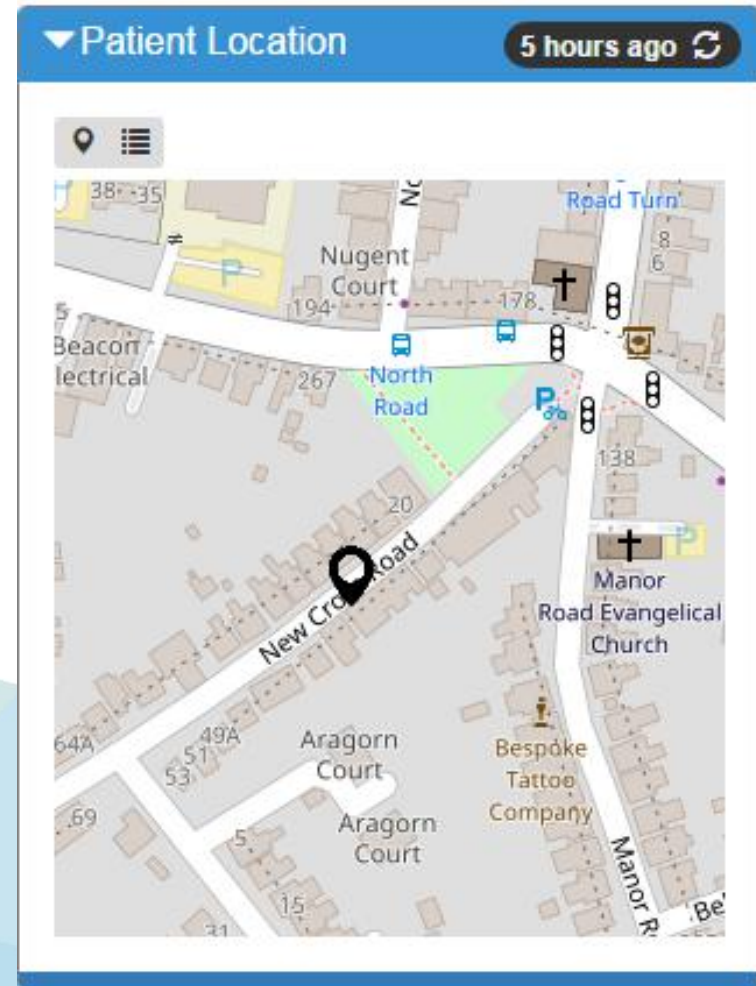 Patient Location
5 hours ago
38
35
Road Turn
8
6
Nugent
Court
194
178
Beacon
lectrical
267
North
Road
P
P
138
20
P
Manor
Road Evangelical
Church
New Cross Road
64A
49A
51
53
Aragorn
Court
Bespoke
Tattoo
Company
69
Aragorn
Court
5
15
31
Manor R
Be